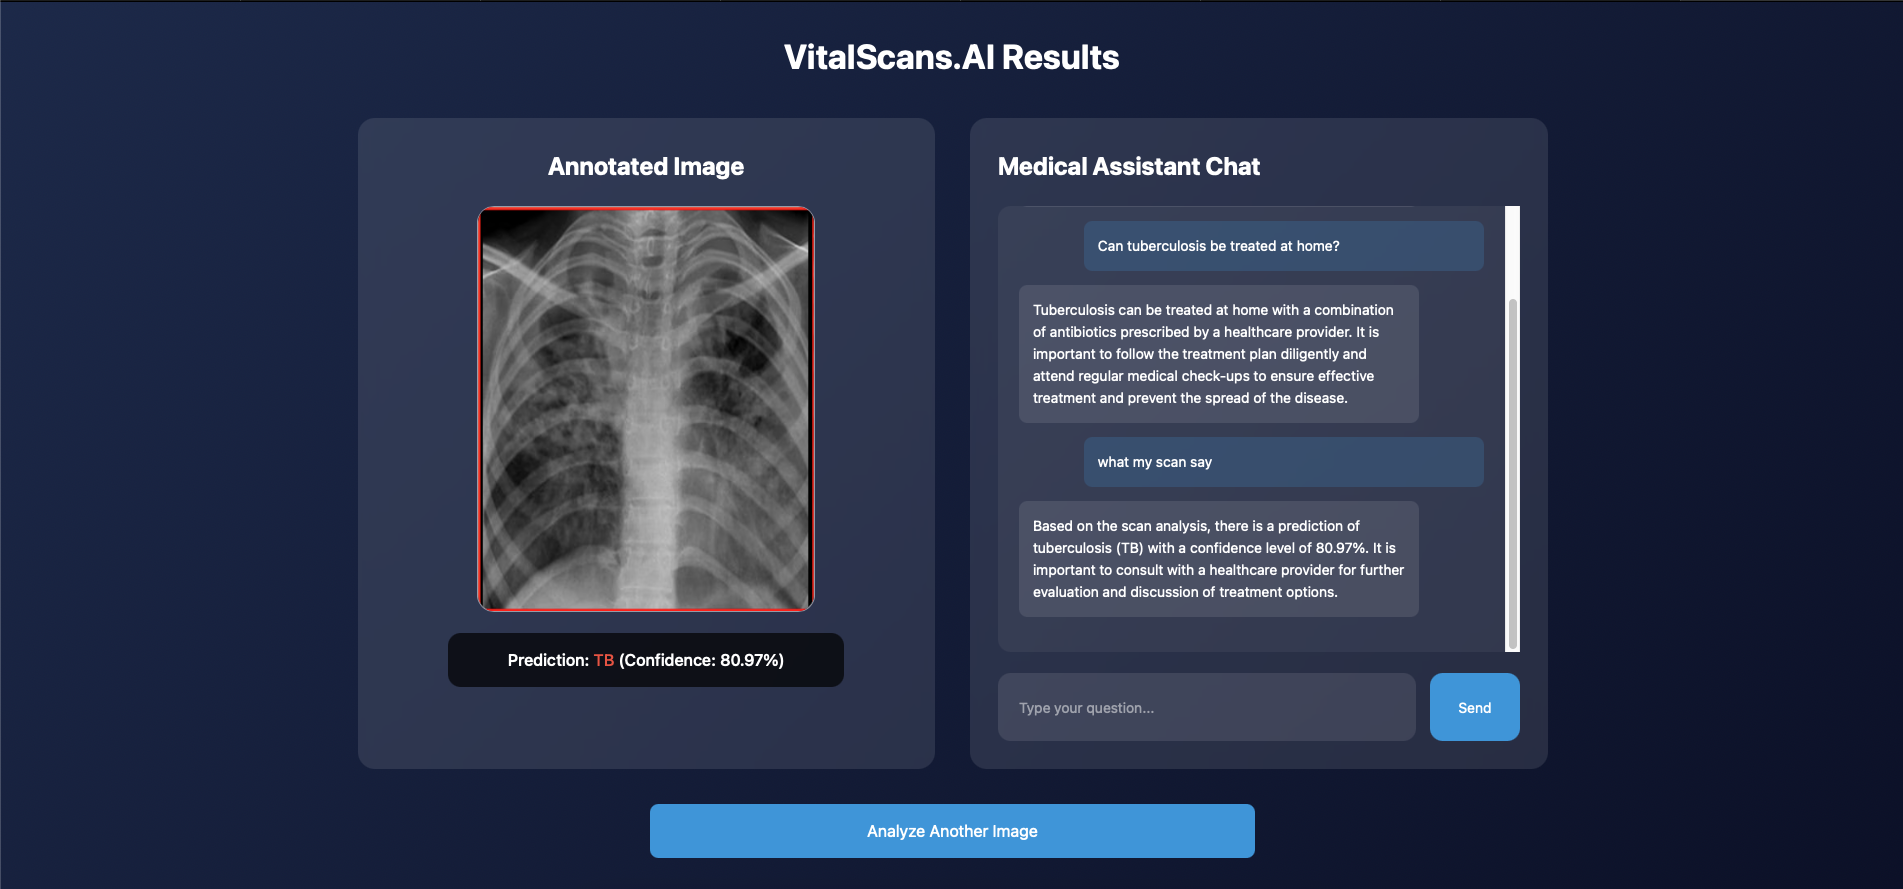 VitalScans.AI Results
Annotated Image
Prediction: TB (Confidence: 80.97%)
Medical Assistant Chat
Can tuberculosis be treated at home?
Tuberculosis can be treated at home with a combination
of antibiotics prescribed by a healthcare provider. It is
important to follow the treatment plan diligently and
attend regular medical check-ups to ensure effective
treatment and prevent the spread of the disease.
what my scan say
Based on the scan analysis, there is a prediction of
tuberculosis (TB) with a confidence level of 80.97%. It is
important to consult with a healthcare provider for further
evaluation and discussion of treatment options.
Type your question...
Send
Analyze Another Image